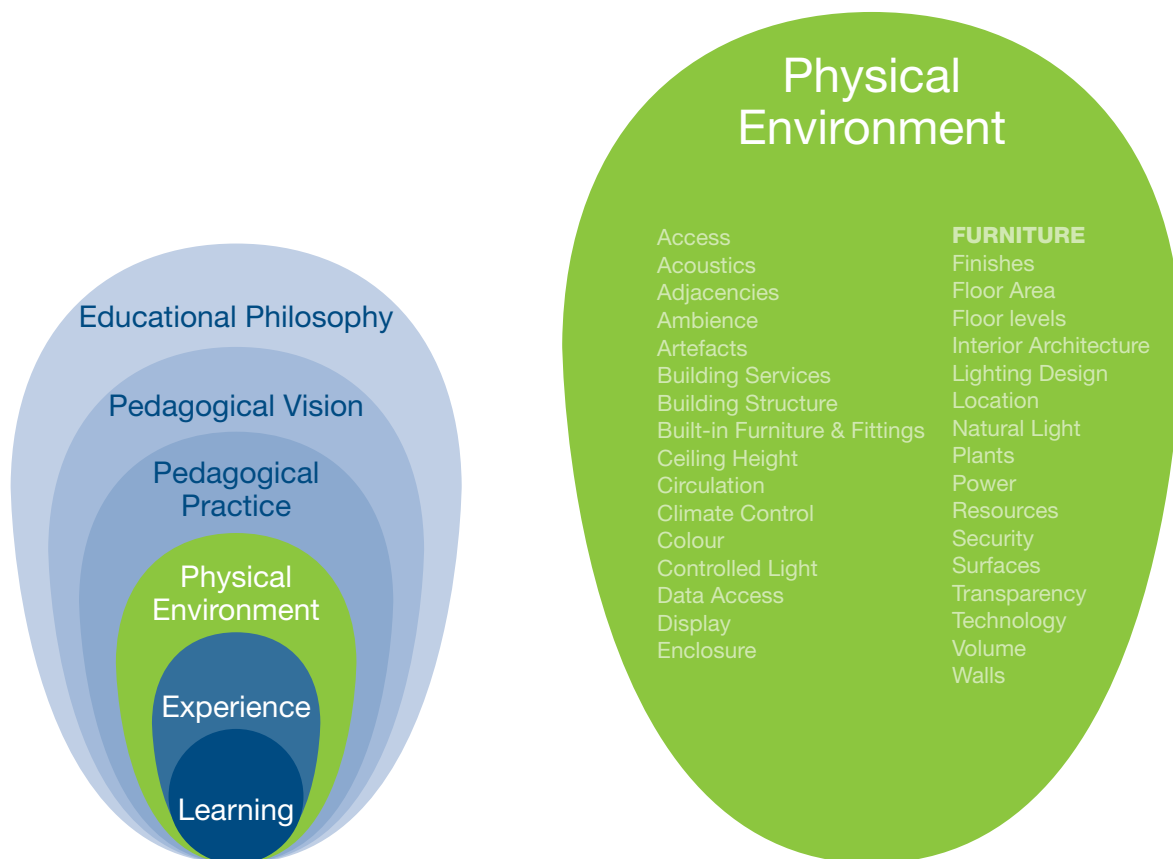 Educational Philosophy
Pedagogical Vision
Pedagogical
Practice
Physical
Environment
Experience
Learning
Physical
Environment
Access
Acoustics
Adjacencies
Ambience
Artefacts
Building Services
Building Structure
Built-in Furniture & Fittings
Ceiling Height
Circulation
Climate Control
Colour
Controlled Light
Data Access
Display
Enclosure
FURNITURE
Finishes
Floor Area
Floor levels
Interior Architecture
Lighting Design
Location
Natural Light
Plants
Power
Resources
Security
Surfaces
Transparency
Technology
Volume
Walls